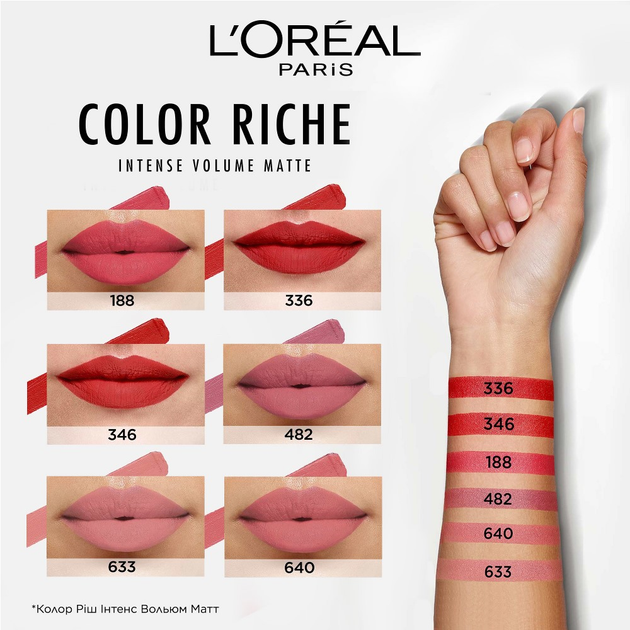 L'ORÉAL
PARiS
COLOR RICHE
INTENSE VOLUME MATTE
188
336
346
482
633
640
336
346
188
482
640
633
*Колор Ріш Інтенс Вольюм Матт